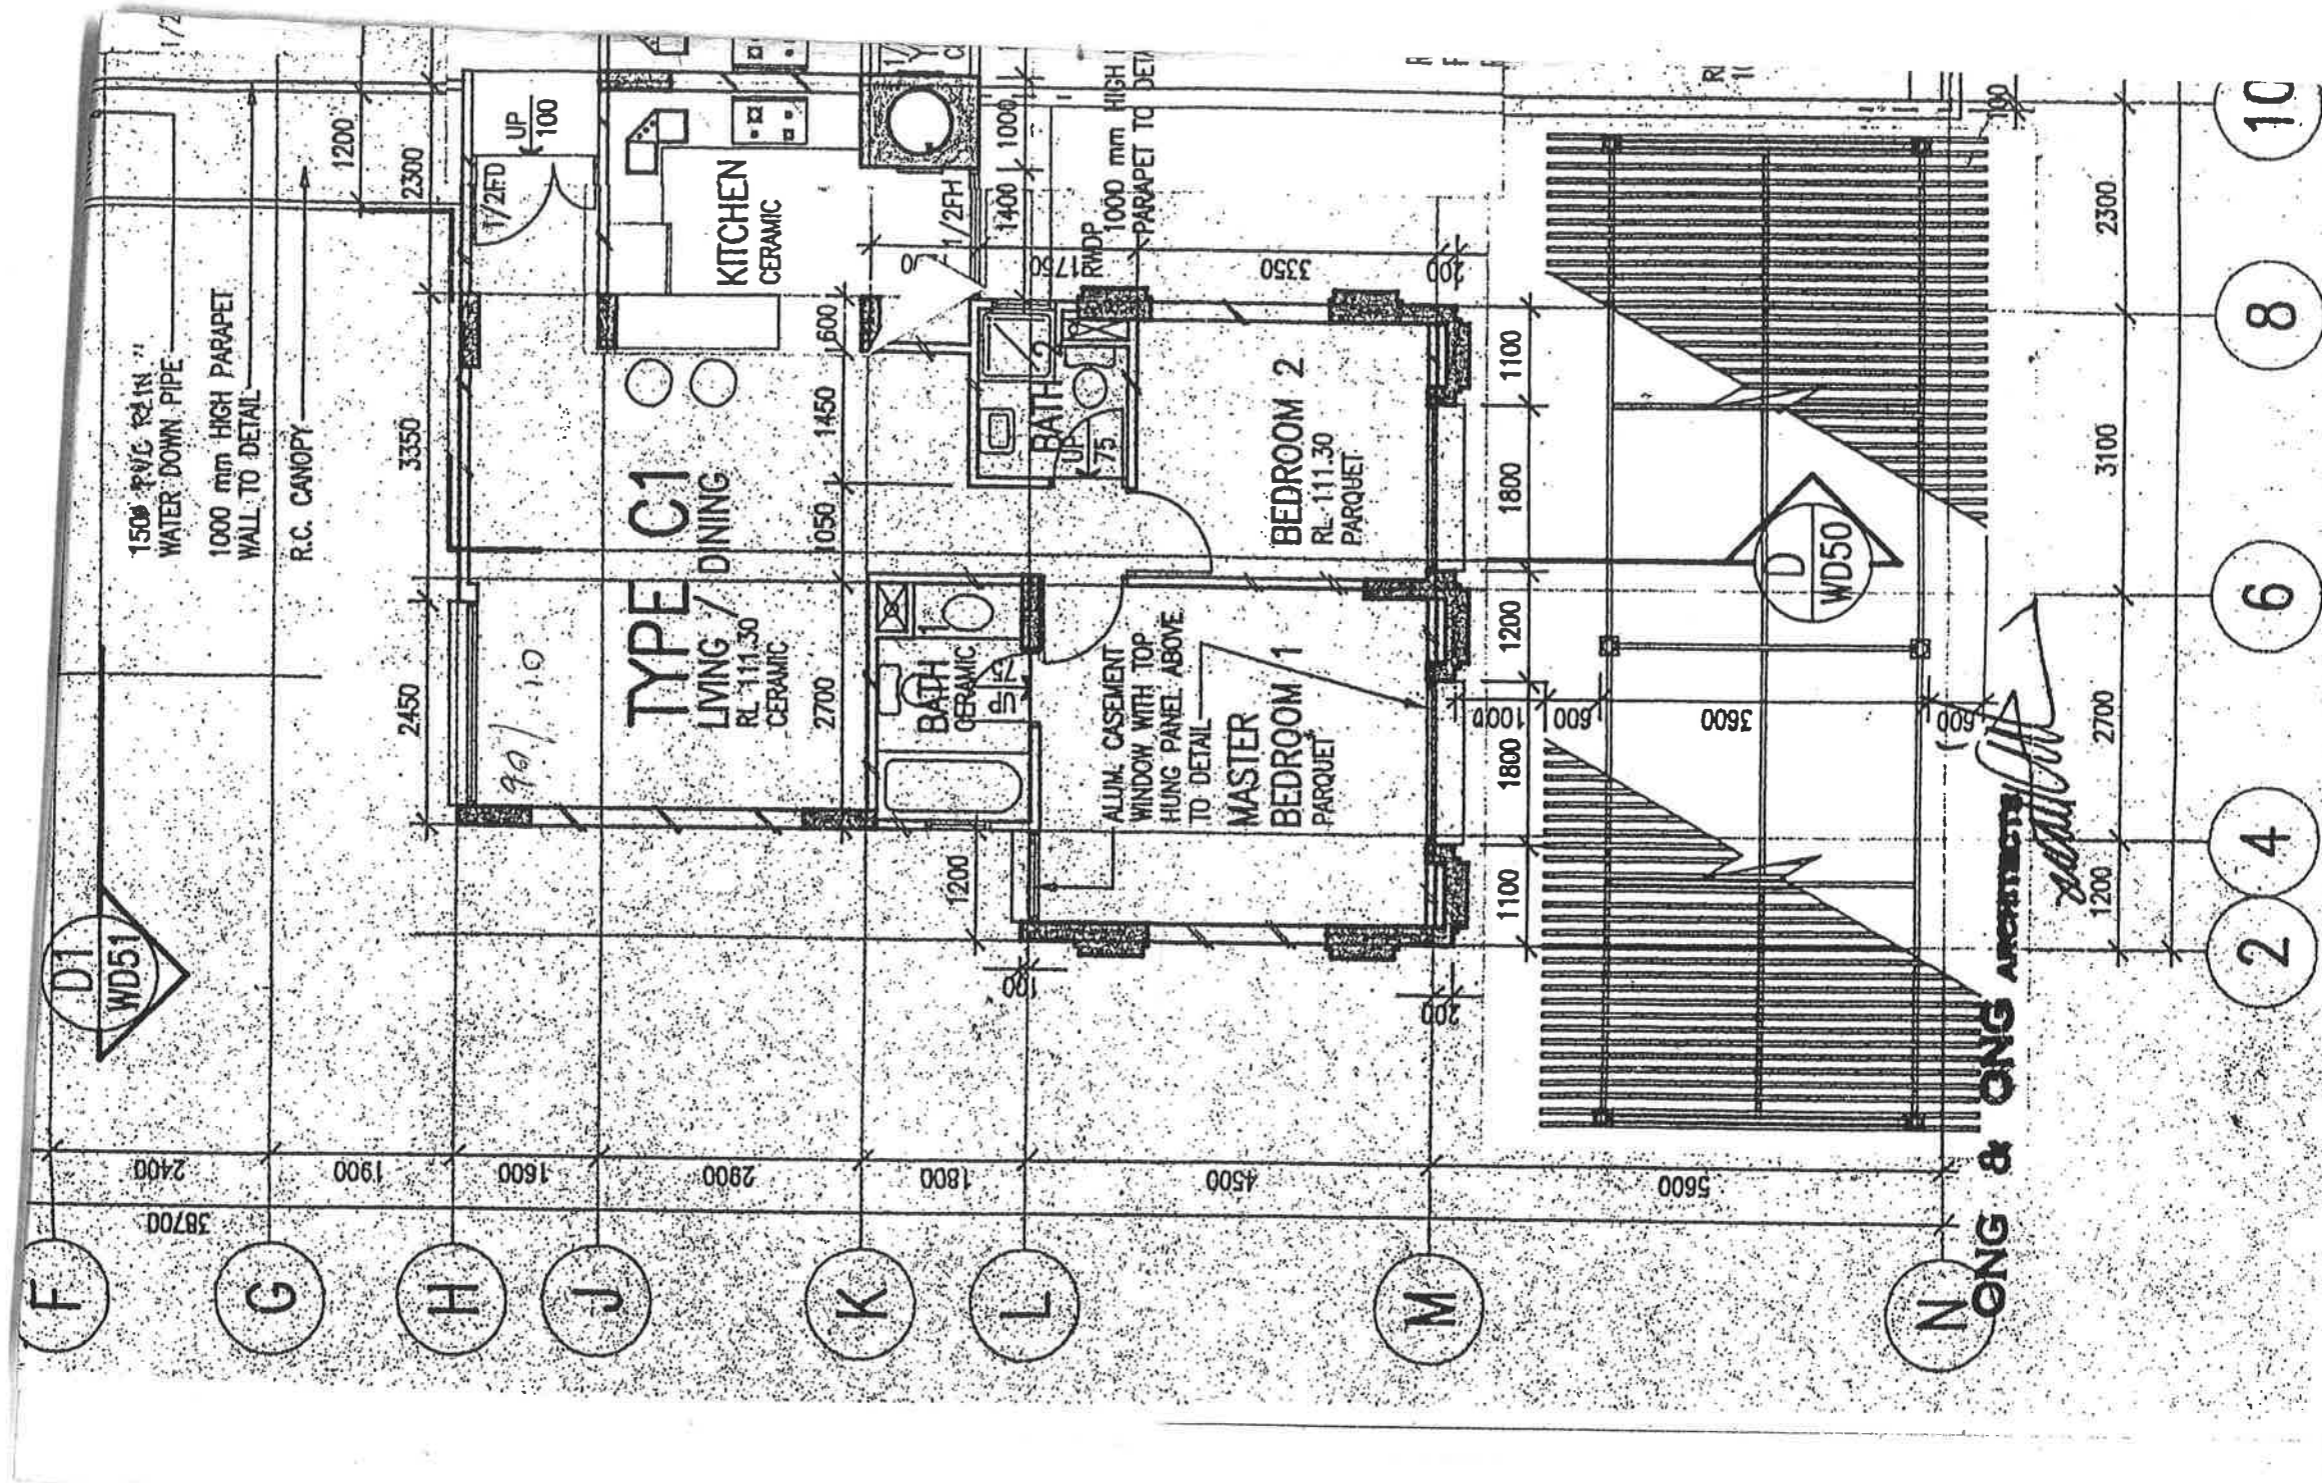 D1
WD51
150ø PVC RAIN
WATER DOWN PIPE
1000 mm HIGH PARAPET
WALL TO DETAIL
R.C. CANOPY
1200
2300
2450
3350
UP
100
1/2FD
KITCHEN
CERAMIC
1/2FH
1400
1000
RWDP
1000 mm HIGH
TYPE C1
LIVING / DINING
RL 111.30
CERAMIC
2700
1050
1450
600
BATH 1
CERAMIC
UP
75
BATH 2
UP
75
1750
3350
200
BEDROOM 2
RL 111.30
PARQUET
ALUM. CASEMENT
WINDOW WITH TOP
HUNG PANEL ABOVE
TO DETAIL
MASTER
BEDROOM 1
PARQUET
1200
100
200
1100
1800
1200
1800
1100
1000
600
3600
600
D
WD50
100
1200
2700
3100
2300
2
4
6
8
10
2400
1900
1600
2900
1800
4500
5600
38700
F
G
H
J
K
L
M
N
ONG & ONG ARCHITECTS